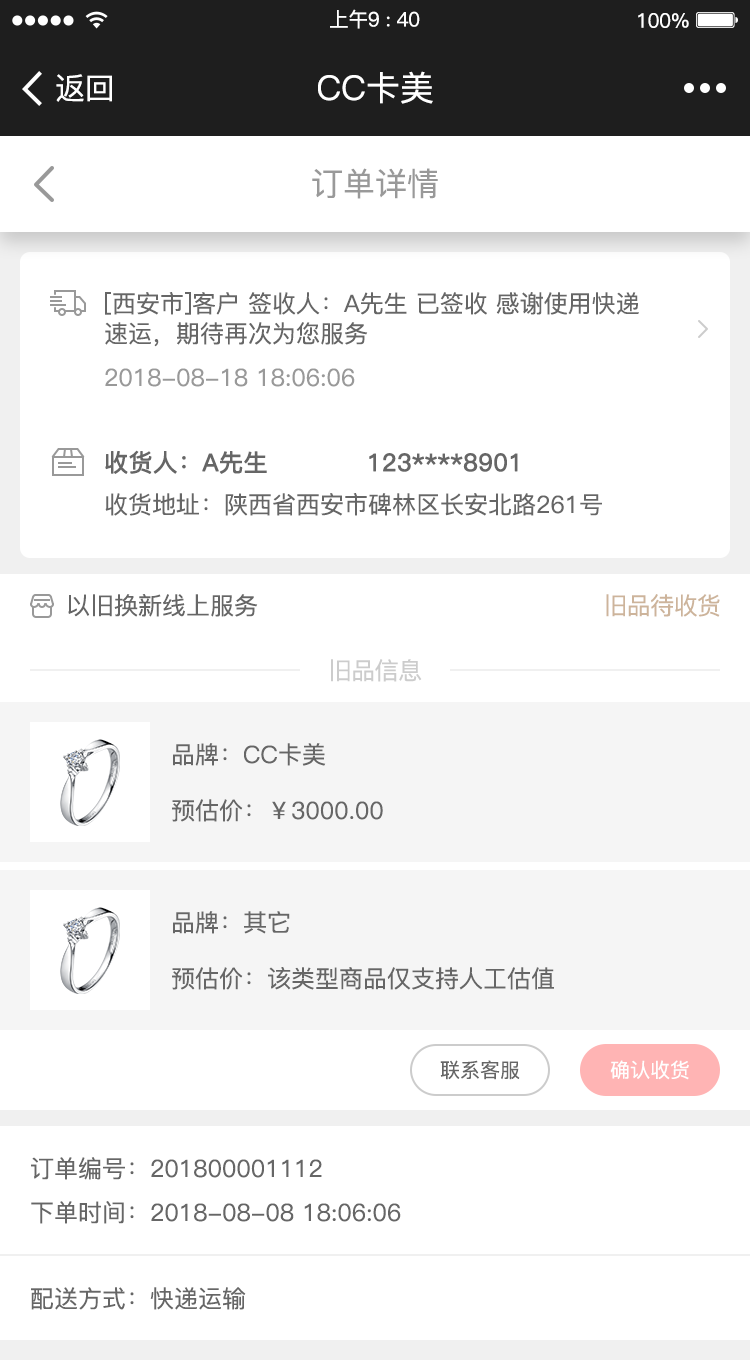 上午9 : 40
100%
返回
CC卡美
订单详情
[西安市]客户 签收人：A先生 已签收 感谢使用快递
速运，期待再次为您服务
2018-08-18 18:06:06
收货人：A先生 123****8901
收货地址：陕西省西安市碑林区长安北路261号
以旧换新线上服务 旧品待收货
旧品信息
品牌：CC卡美
预估价：￥3000.00
品牌：其它
预估价：该类型商品仅支持人工估值
联系客服 确认收货
订单编号：201800001112
下单时间：2018-08-08 18:06:06
配送方式：快递运输